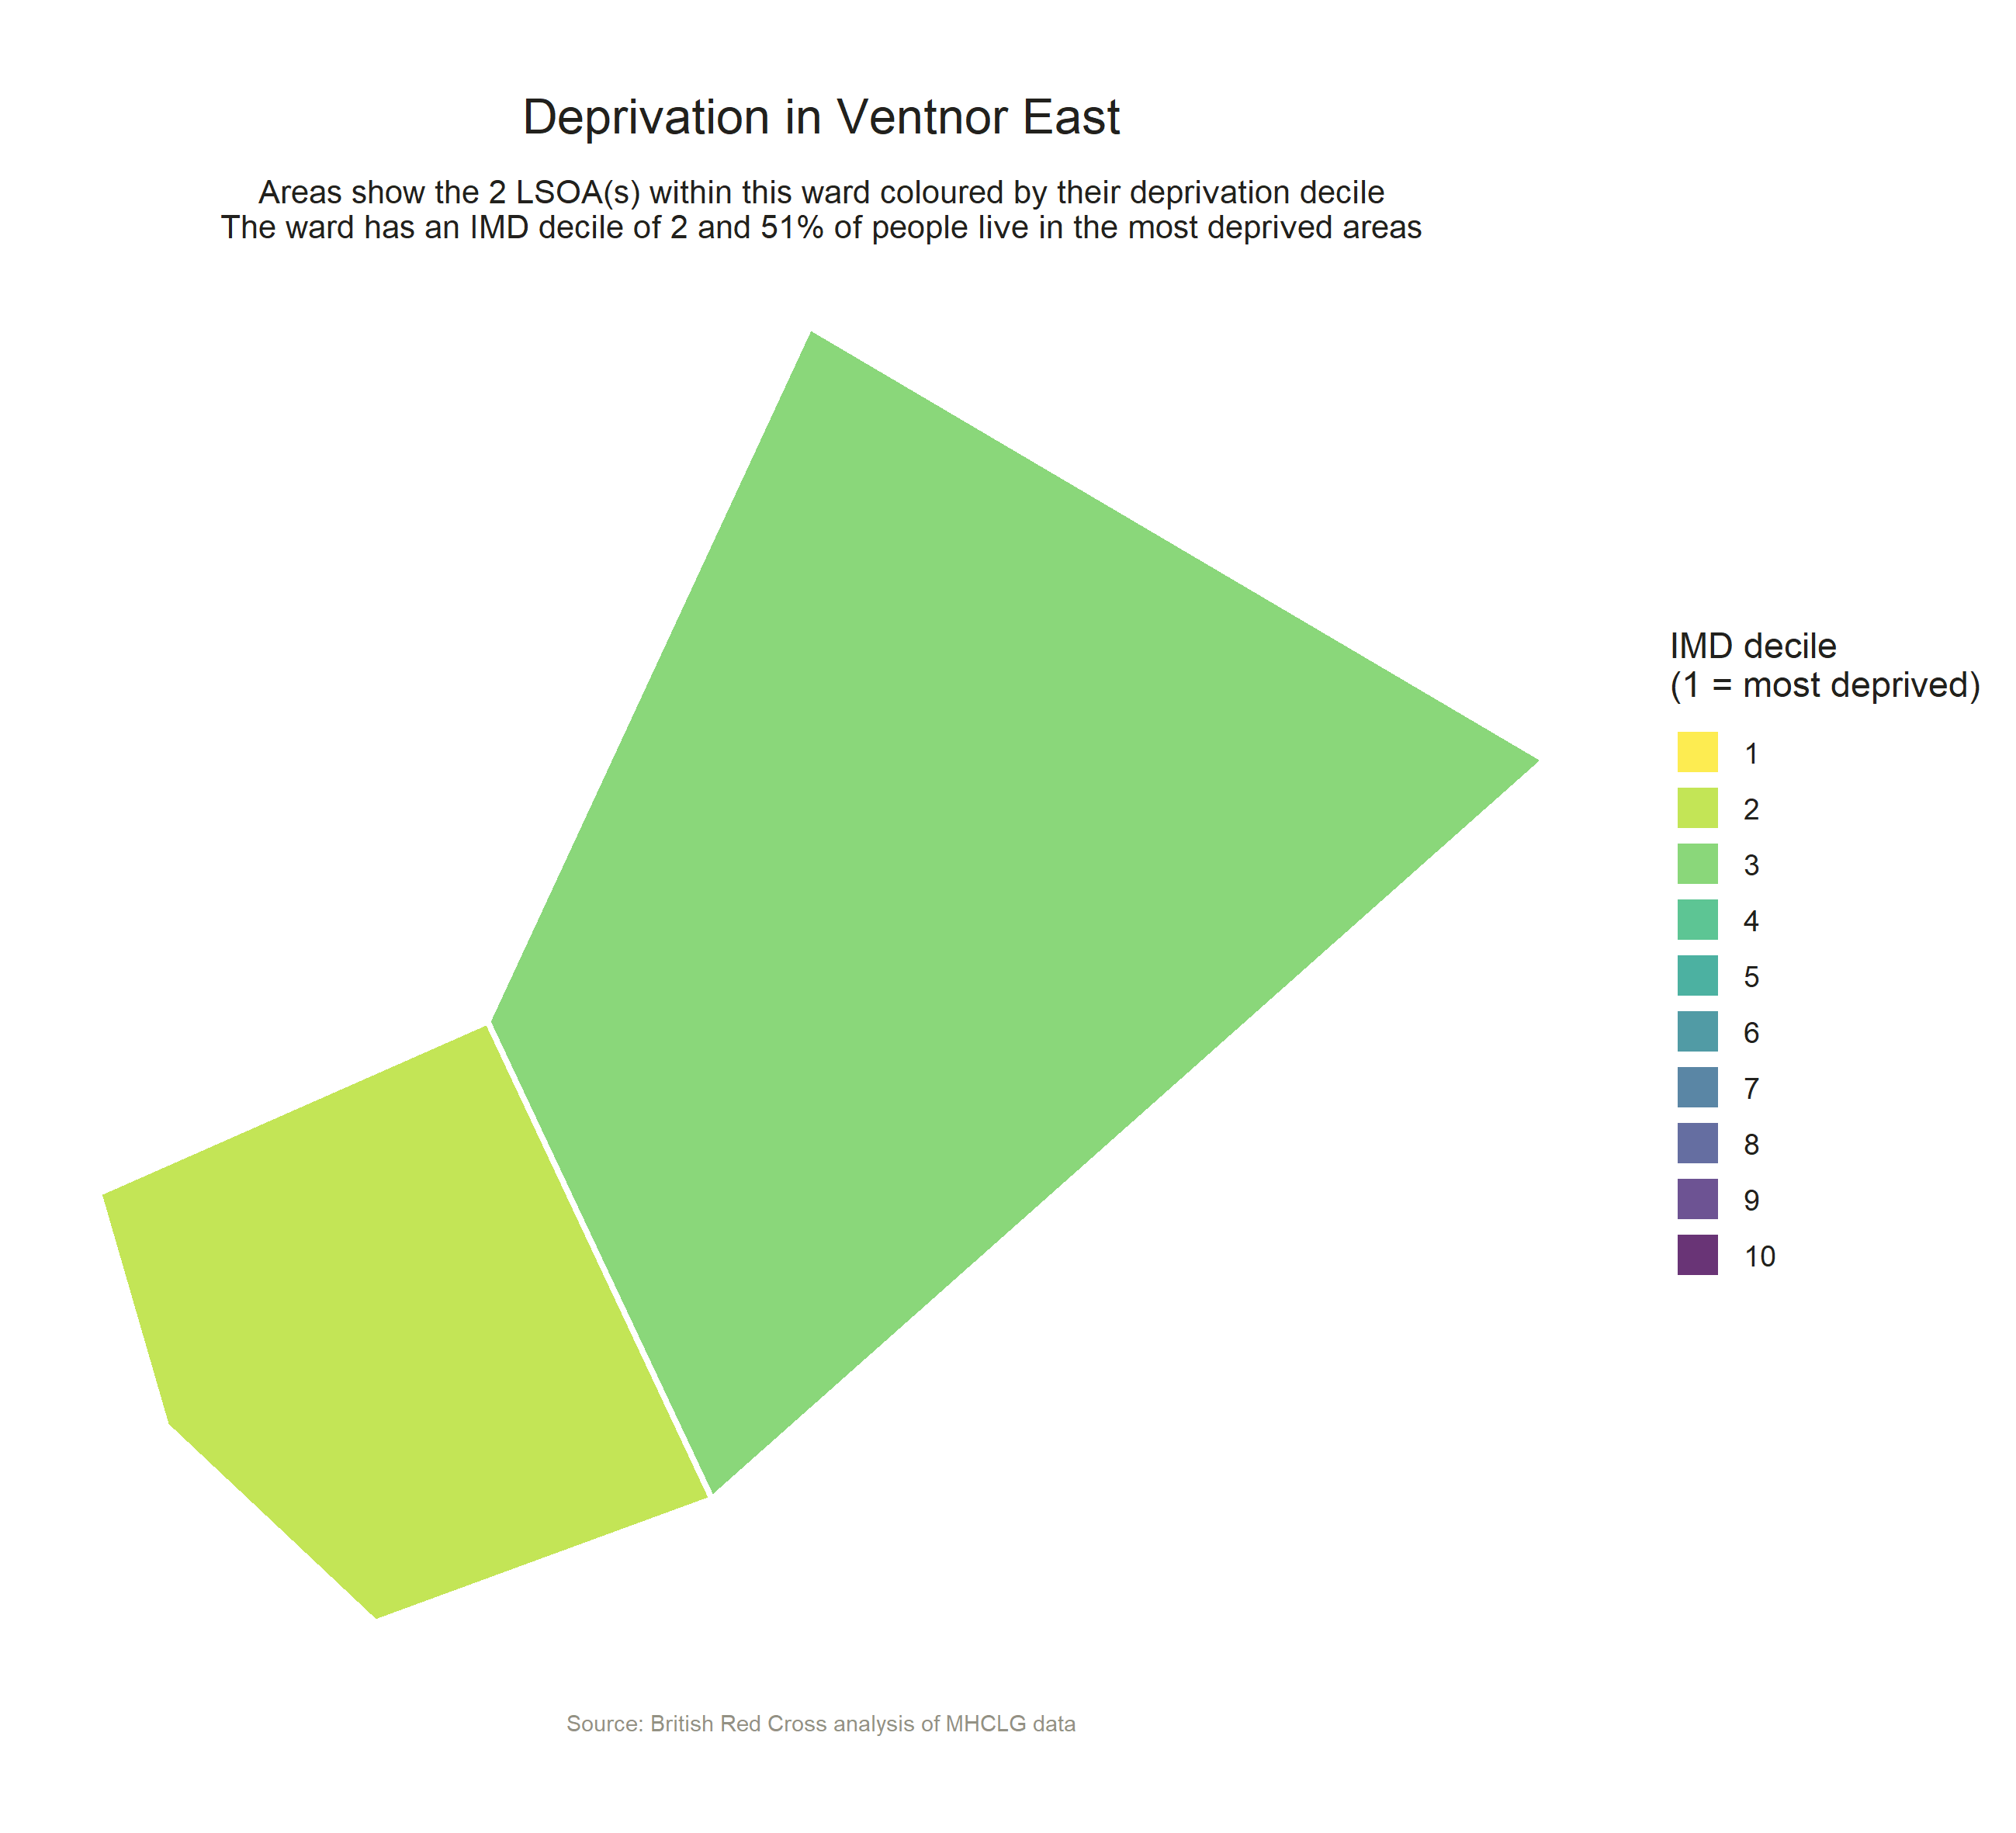 Deprivation in Ventnor East
Areas show the 2 LSOA(s) within this ward coloured by their deprivation decile
The ward has an IMD decile of 2 and 51% of people live in the most deprived areas
IMD decile
(1 = most deprived)
1
2
3
4
5
6
7
8
9
10
Source: British Red Cross analysis of MHCLG data